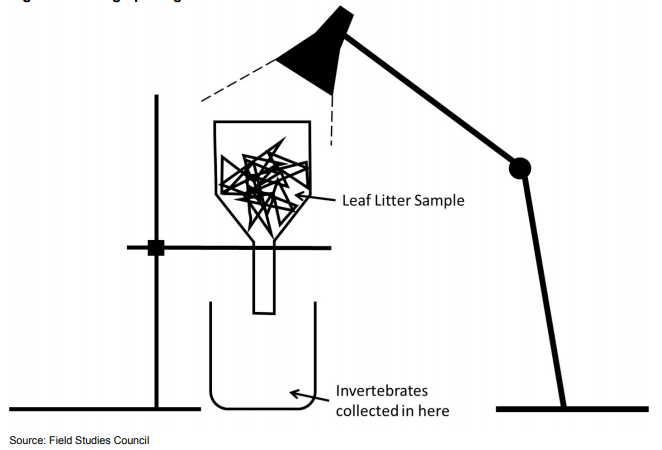 Leaf Litter Sample
Invertebrates
collected in here
Source: Field Studies Council